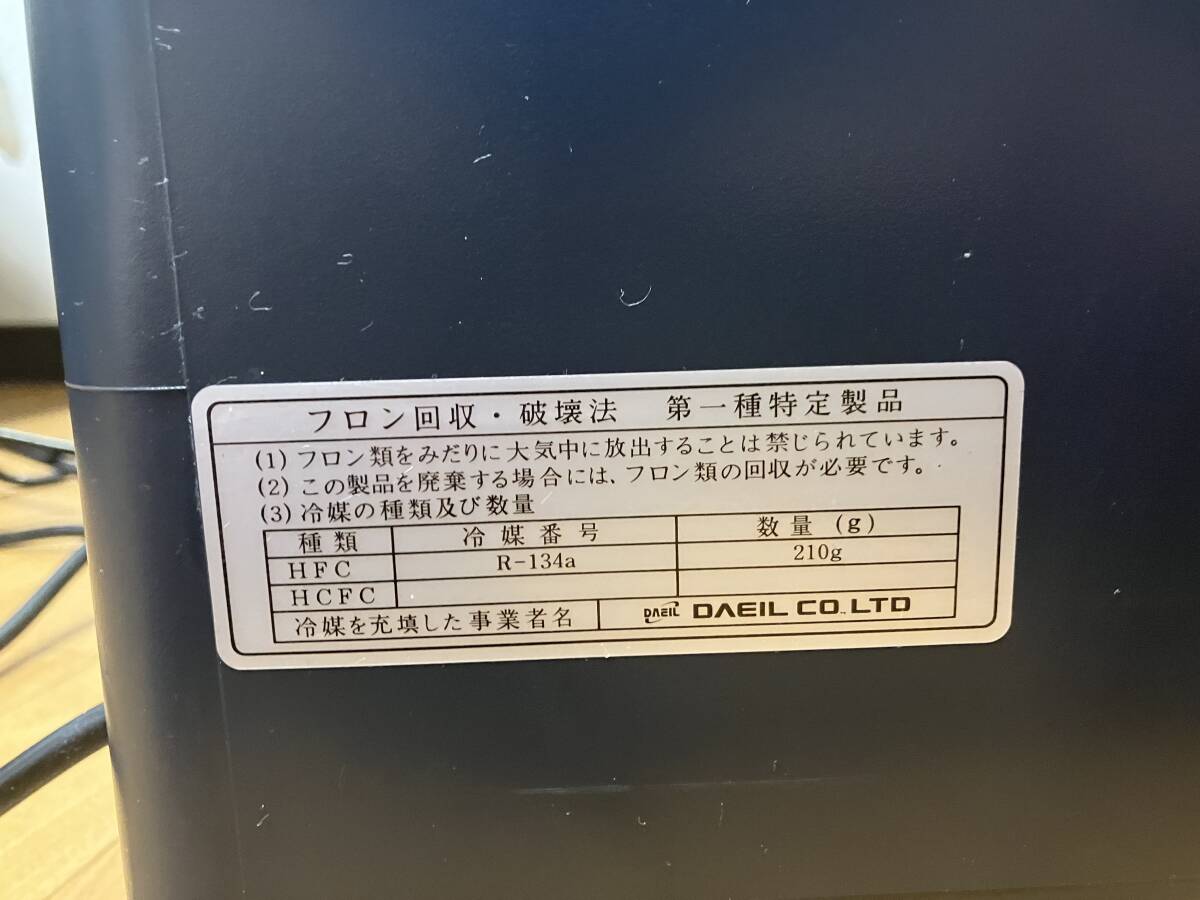 フロン回収・破壊法 第一種特定製品
(1) フロン類をみだりに大気中に放出することは禁じられています。
(2) この製品を廃棄する場合には、フロン類の回収が必要です。
(3) 冷媒の種類及び数量
種類 冷媒番号 数量 (g)
HFC R-134a 210g
HCFC
冷媒を充填した事業者名 DAEIL DAEIL CO.,LTD